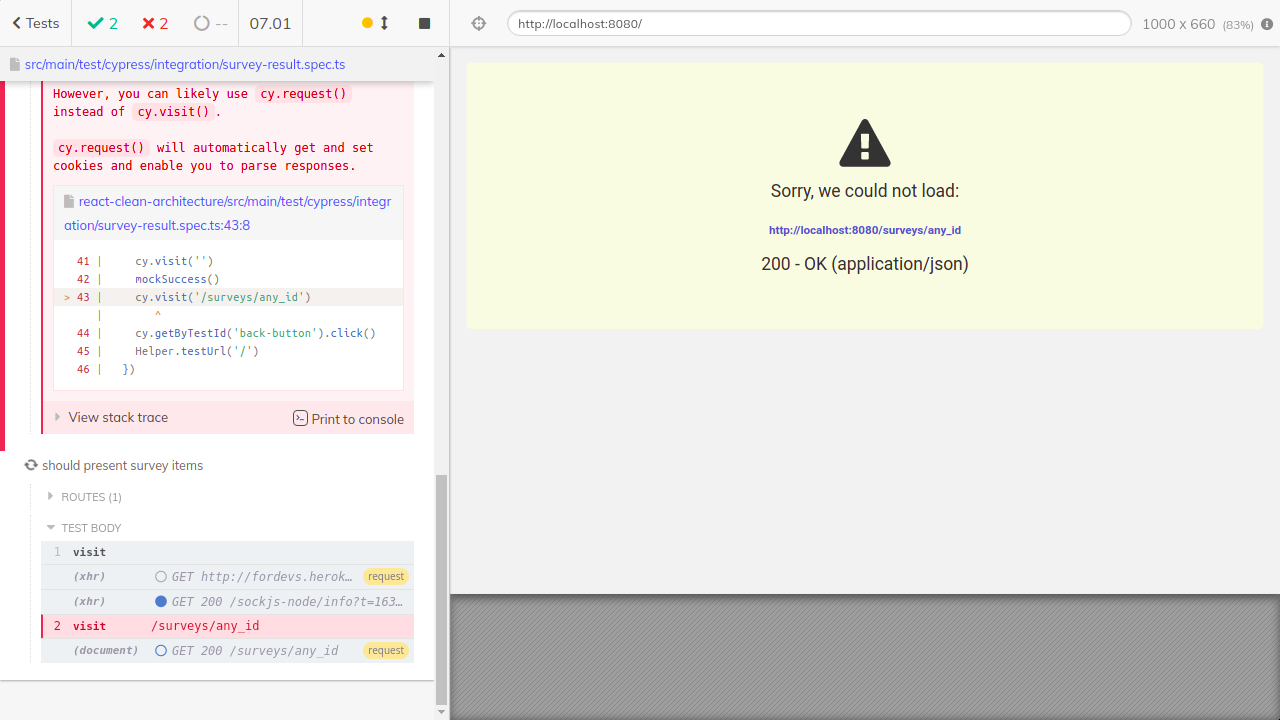 Tests
2
2
--
07.01
http://localhost:8080/
1000 x 660 (83%)
src/main/test/cypress/integration/survey-result.spec.ts
However, you can likely use cy.request()
instead of cy.visit().
cy.request() will automatically get and set
cookies and enable you to parse responses.
react-clean-architecture/src/main/test/cypress/integr
ation/survey-result.spec.ts:43:8
41 | cy.visit('')
42 | mockSuccess()
> 43 | cy.visit('/surveys/any_id')
| ^
44 | cy.getByTestId('back-button').click()
45 | Helper.testUrl('/')
46 | })
View stack trace
Print to console
should present survey items
ROUTES (1)
TEST BODY
1 visit
(xhr) GET http://fordevs.herok... request
(xhr) GET 200 /sockjs-node/info?t=163...
2 visit /surveys/any_id
(document) GET 200 /surveys/any_id request
Sorry, we could not load:
http://localhost:8080/surveys/any_id
200 - OK (application/json)